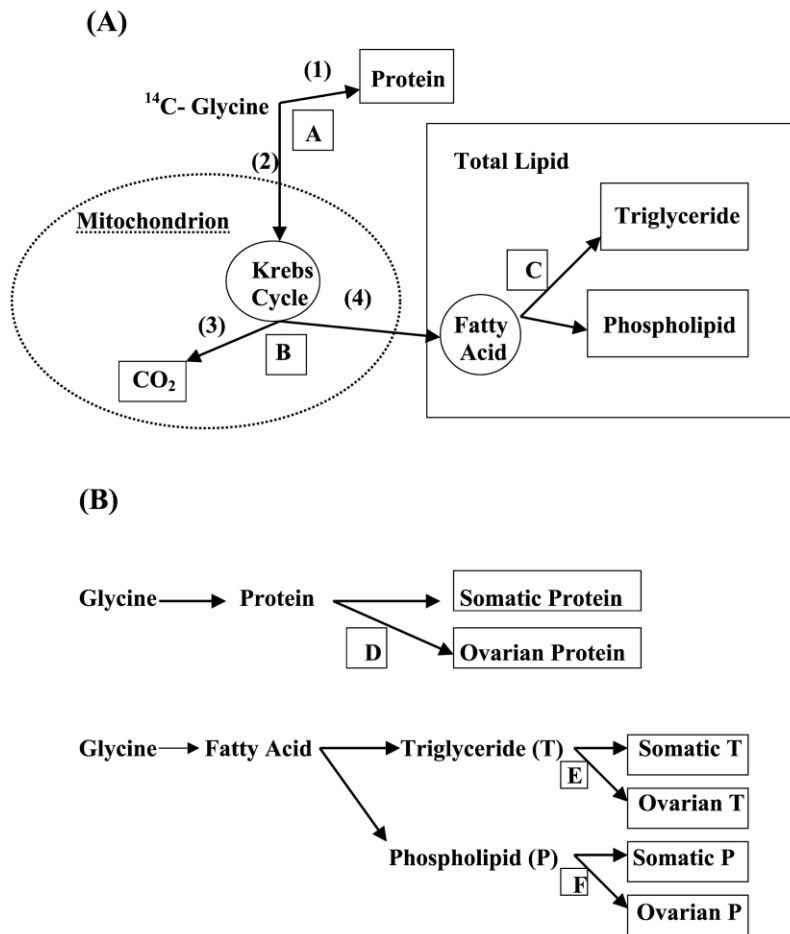 (A)
(1)
Protein
¹⁴C- Glycine
A
(2)
Total Lipid
Mitochondrion
Triglyceride
Krebs
Cycle
C
(4)
(3)
Fatty
Acid
Phospholipid
B
CO₂
(B)
Glycine Protein Somatic Protein
D Ovarian Protein
Glycine Fatty Acid Triglyceride (T) Somatic T
E
Ovarian T
Phospholipid (P) Somatic P
F
Ovarian P